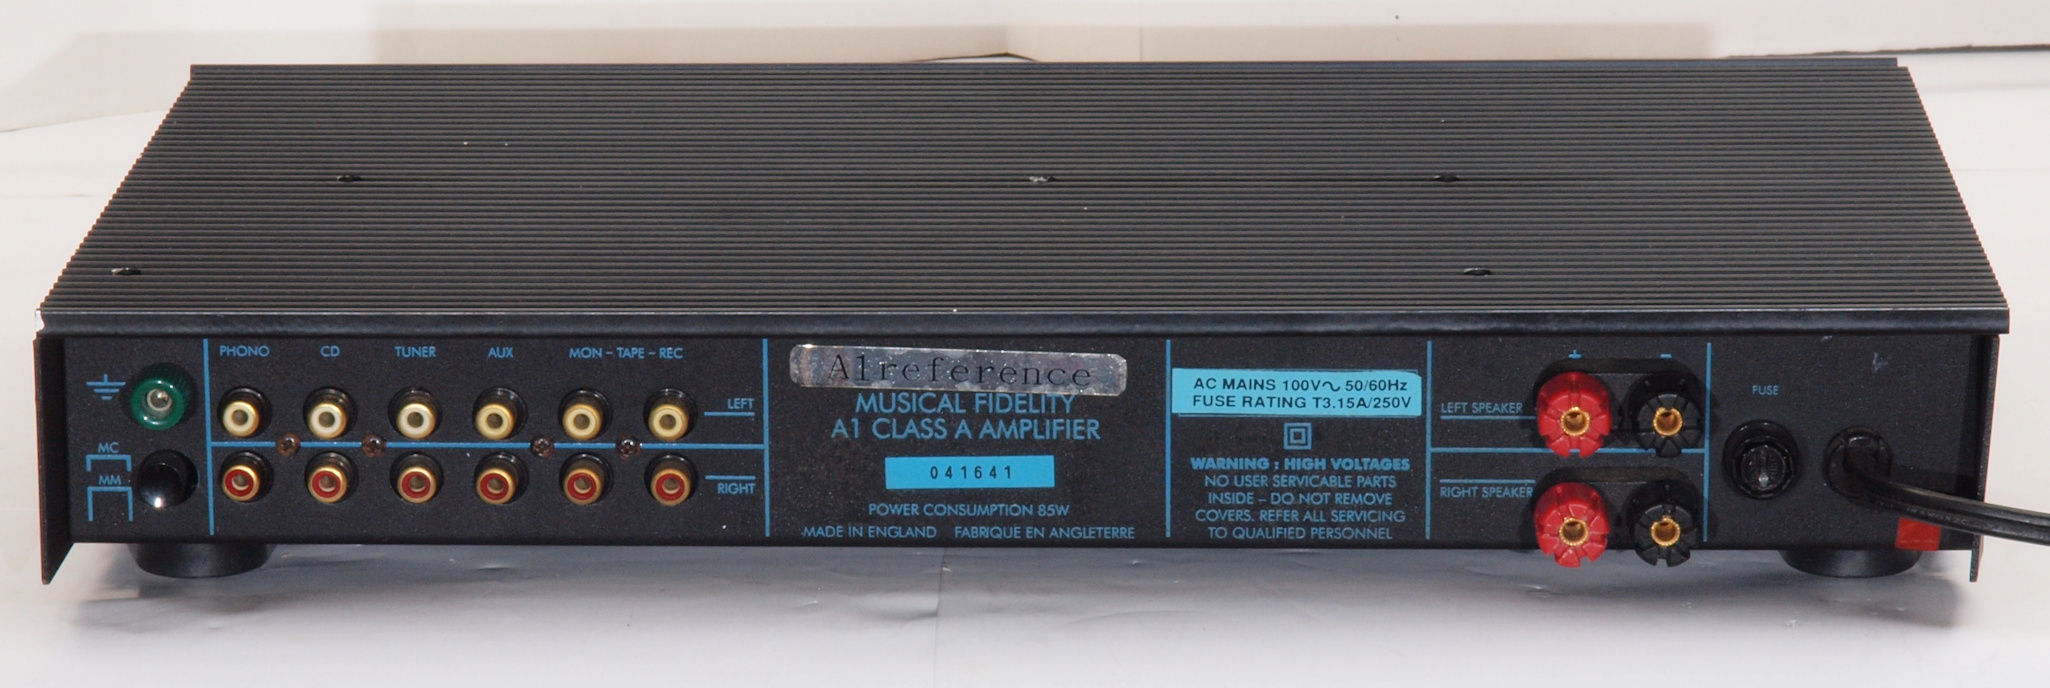 PHONO CD TUNER AUX MON – TAPE – REC
LEFT
RIGHT
MC
MM
A1reference
MUSICAL FIDELITY
A1 CLASS A AMPLIFIER
041641
POWER CONSUMPTION 85W
MADE IN ENGLAND FABRIQUE EN ANGLETERRE
AC MAINS 100V∿ 50/60Hz
FUSE RATING T3.15A/250V
WARNING : HIGH VOLTAGES
NO USER SERVICABLE PARTS
INSIDE – DO NOT REMOVE
COVERS. REFER ALL SERVICING
TO QUALIFIED PERSONNEL
+ –
LEFT SPEAKER
RIGHT SPEAKER
FUSE